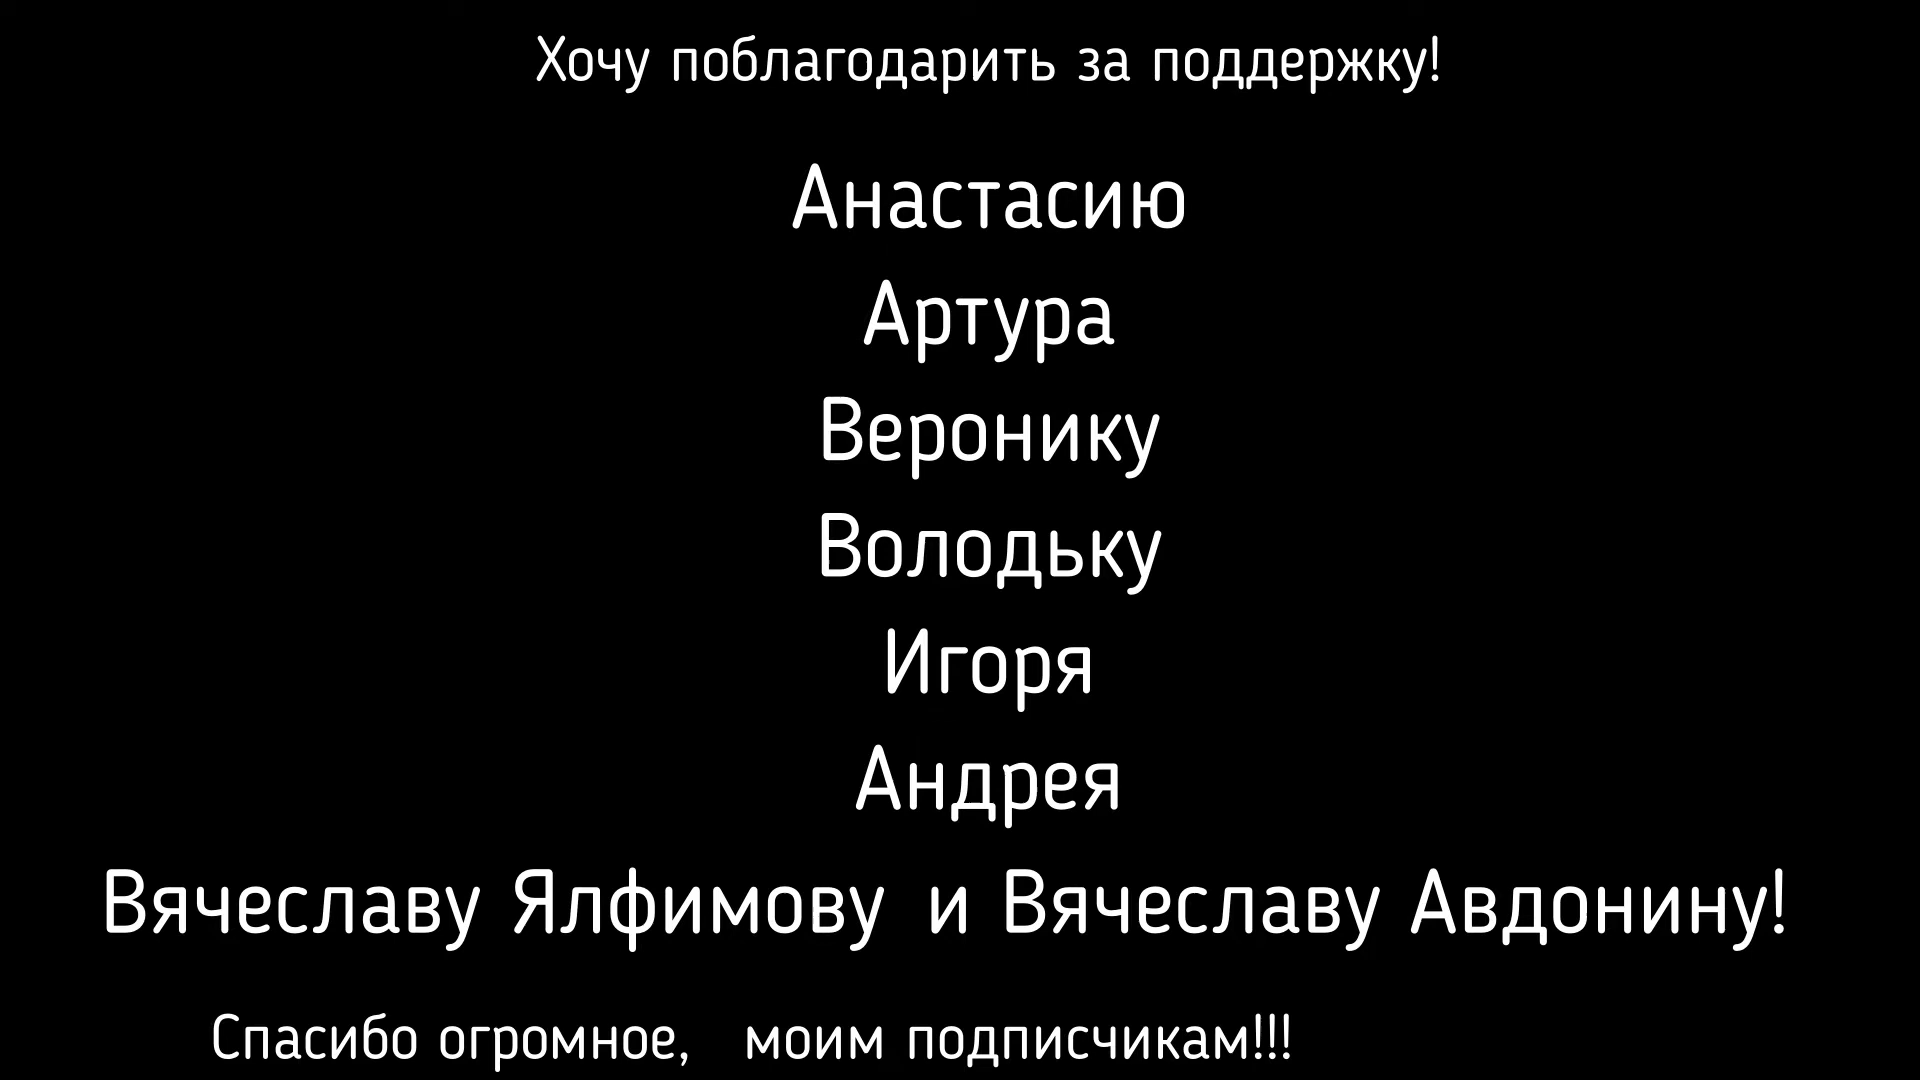 Хочу поблагодарить за поддержку!
Анастасию
Артура
Веронику
Володьку
Игоря
Андрея
Вячеславу Ялфимову и Вячеславу Авдонину!
Спасибо огромное, моим подписчикам!!!